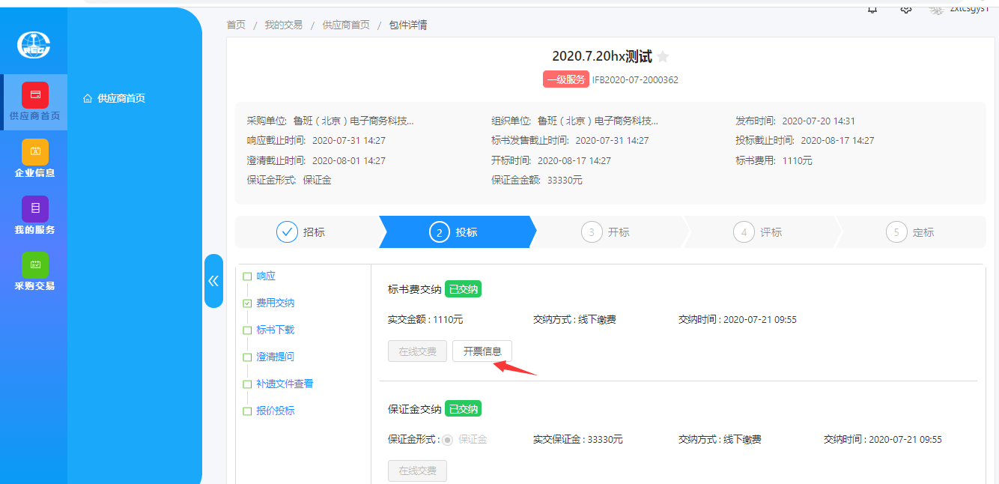 zxtcsgys1
首页 / 我的交易 / 供应商首页 / 包件详情
CREC
供应商首页
企业信息
我的服务
采购交易
供应商首页
2020.7.20hx测试
一级服务 IFB2020-07-2000362
采购单位: 鲁班（北京）电子商务科技... 组织单位: 鲁班（北京）电子商务科技... 发布时间: 2020-07-20 14:31
响应截止时间: 2020-07-31 14:27 标书发售截止时间: 2020-07-31 14:27 投标截止时间: 2020-08-17 14:27
澄清截止时间: 2020-08-01 14:27 开标时间: 2020-08-17 14:27 标书费用: 1110元
保证金形式: 保证金 保证金金额: 33330元
招标 2 投标 3 开标 4 评标 5 定标
响应
费用交纳
标书下载
澄清提问
补遗文件查看
报价投标
标书费交纳 已交纳
实交金额 : 1110元 交纳方式 : 线下缴费 交纳时间 : 2020-07-21 09:55
在线交费 开票信息
保证金交纳 已交纳
保证金形式 : 保证金 实交保证金 : 33330元 交纳方式 : 线下缴费 交纳时间 : 2020-07-21 09:55
在线交费